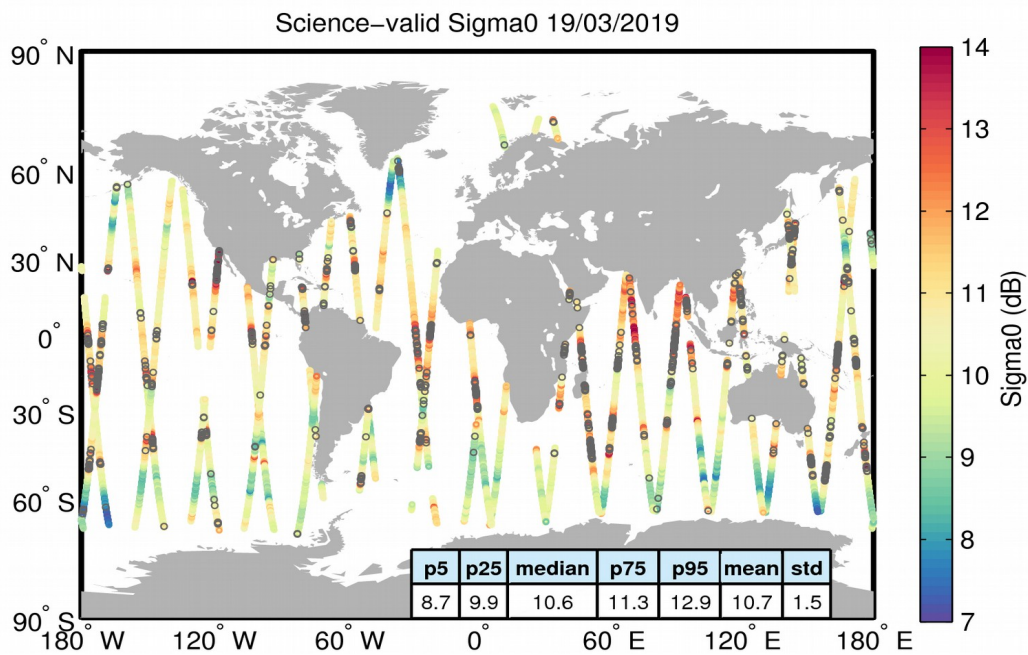 Science−valid Sigma0 19/03/2019
90° N
60° N
30° N
0°
30° S
60° S
90° S
180° W
120° W
60° W
0°
60° E
120° E
180° E
p5 p25 median p75 p95 mean std
8.7 9.9 10.6 11.3 12.9 10.7 1.5
14
13
12
11
10
9
8
7
Sigma0 (dB)